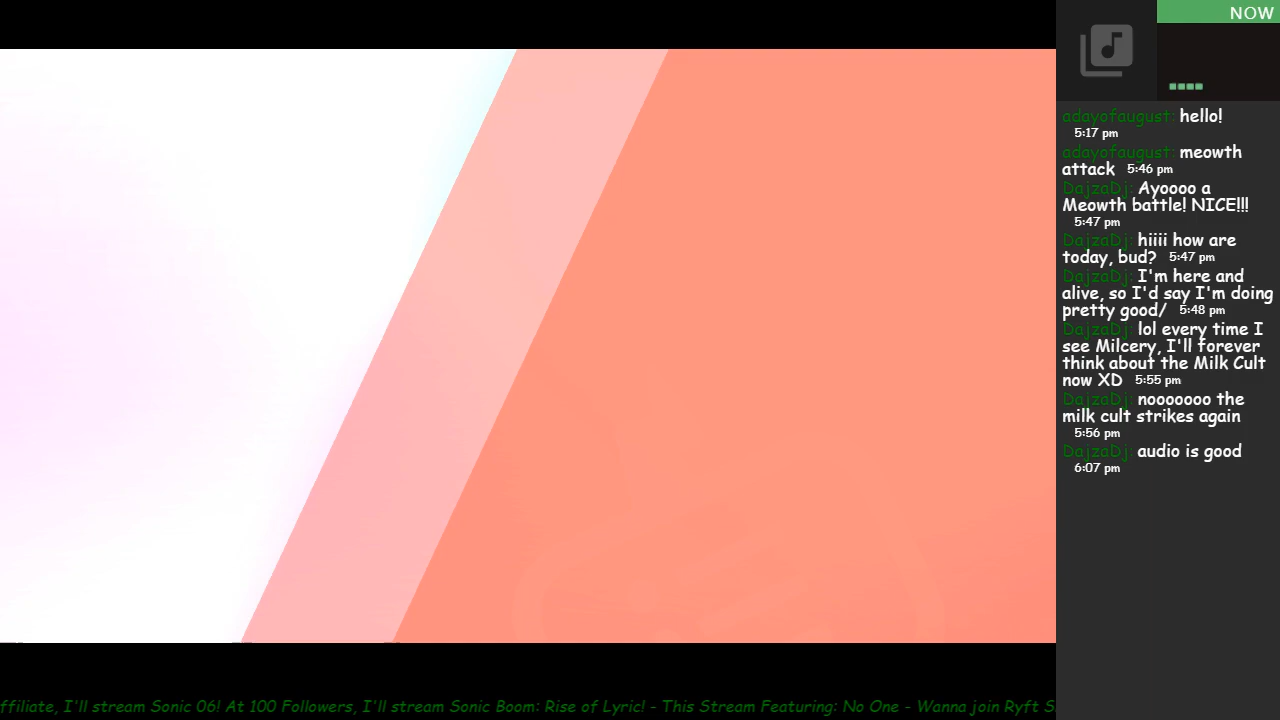 NOW
adayofaugust: hello!
5:17 pm
adayofaugust: meowth
attack 5:46 pm
DajzaDj: Ayoooo a
Meowth battle! NICE!!!
5:47 pm
DajzaDj: hiiii how are
today, bud? 5:47 pm
DajzaDj: I'm here and
alive, so I'd say I'm doing
pretty good/ 5:48 pm
DajzaDj: lol every time I
see Milcery, I'll forever
think about the Milk Cult
now XD 5:55 pm
DajzaDj: nooooooo the
milk cult strikes again
5:56 pm
DajzaDj: audio is good
6:07 pm
ffiliate, I'll stream Sonic 06! At 100 Followers, I'll stream Sonic Boom: Rise of Lyric! - This Stream Featuring: No One - Wanna join Ryft S